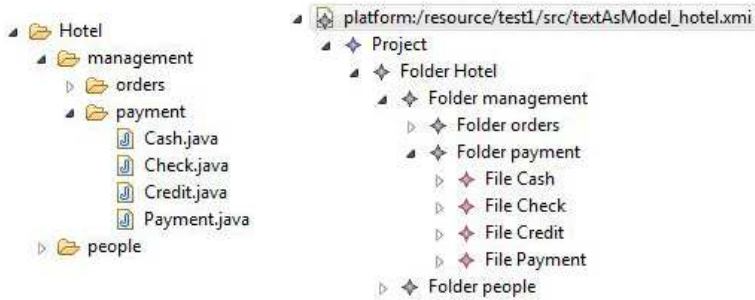 Hotel
management
orders
payment
Cash.java
Check.java
Credit.java
Payment.java
people
platform:/resource/test1/src/textAsModel_hotel.xmi
Project
Folder Hotel
Folder management
Folder orders
Folder payment
File Cash
File Check
File Credit
File Payment
Folder people